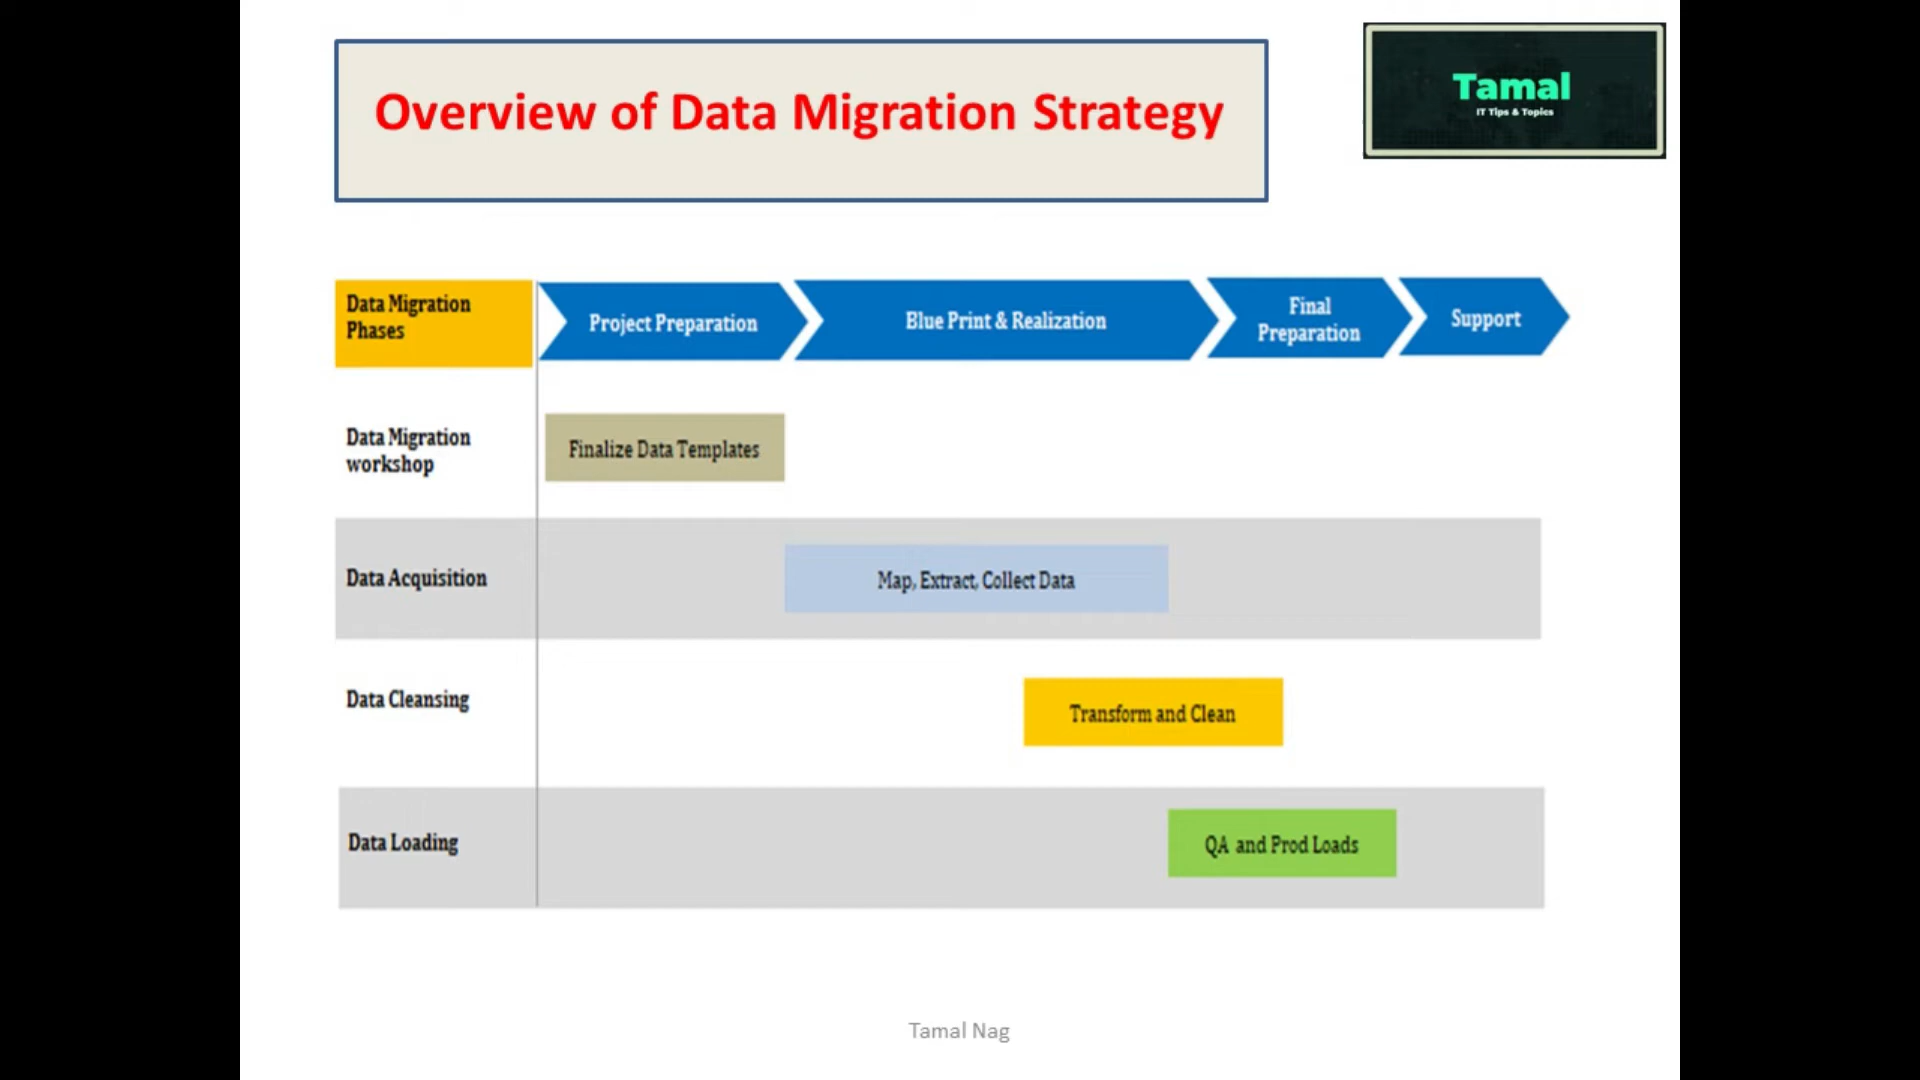 Overview of Data Migration Strategy
Tamal
IT Tips & Topics
Data Migration
Phases
Project Preparation
Blue Print & Realization
Final
Preparation
Support
Data Migration
workshop
Finalize Data Templates
Data Acquisition
Map, Extract, Collect Data
Data Cleansing
Transform and Clean
Data Loading
QA and Prod Loads
Tamal Nag